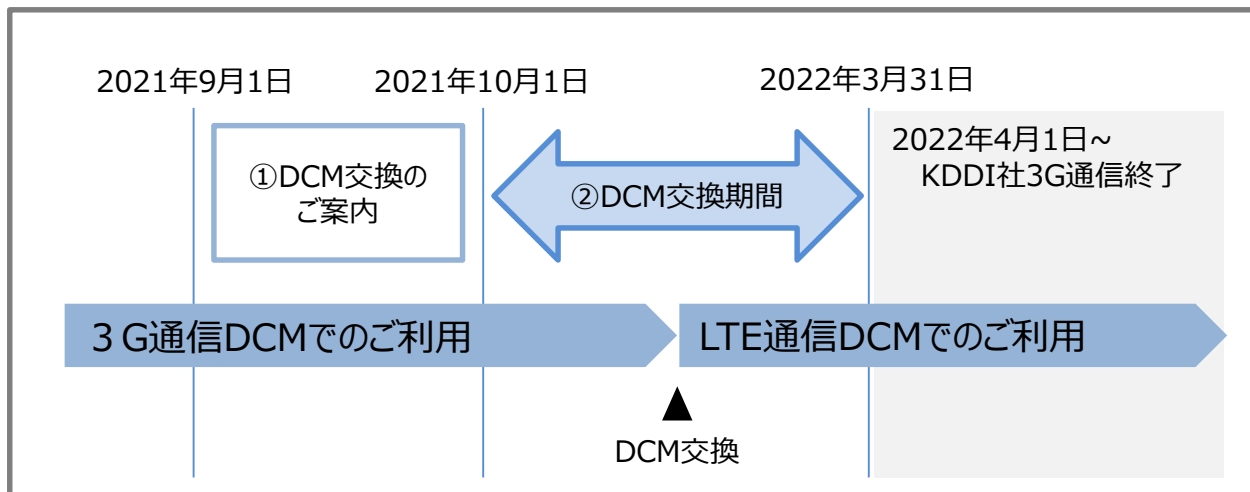 2021年9月1日
2021年10月1日
2022年3月31日
①DCM交換の
ご案内
②DCM交換期間
2022年4月1日~
KDDI社3G通信終了
３G通信DCMでのご利用
LTE通信DCMでのご利用
▲
DCM交換